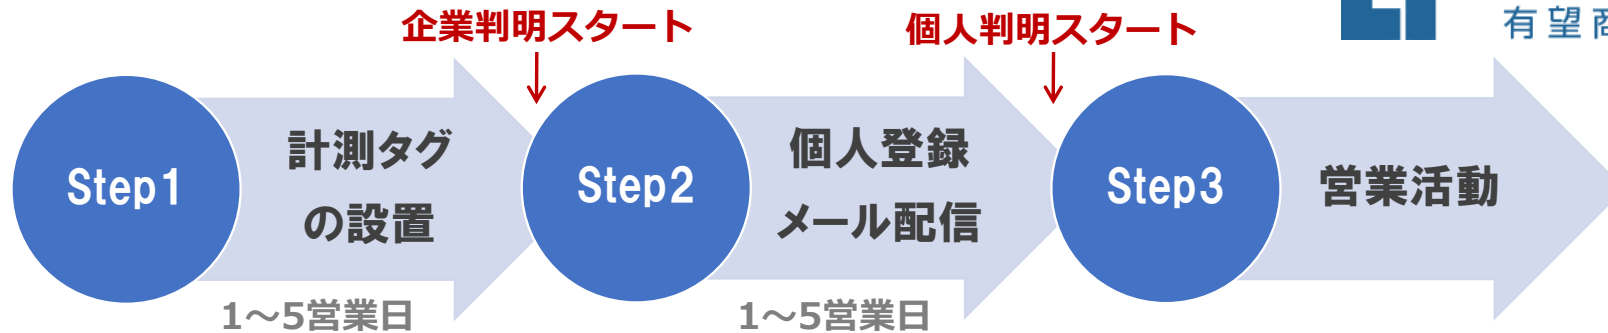 企業判明スタート
個人判明スタート
有望商
Step1
計測タグ
の設置
Step2
個人登録
メール配信
Step3
営業活動
1～5営業日
1～5営業日